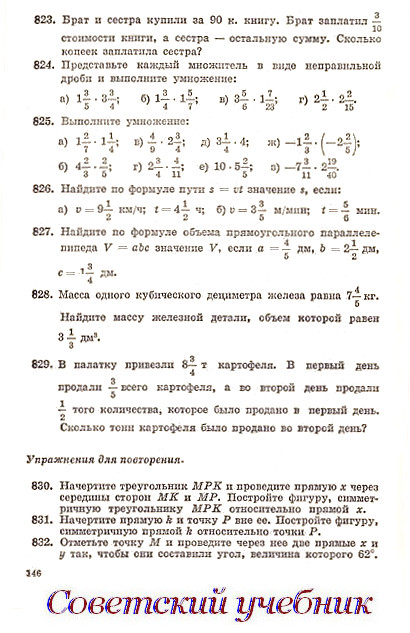 823. Брат и сестра купили за 90 к. книгу. Брат заплатил 3/10
стоимости книги, а сестра — остальную сумму. Сколько
копеек заплатила сестра?
824. Представьте каждый множитель в виде неправильной
дроби и выполните умножение:
а) 1 3/5 · 3 3/4; б) 1 1/4 · 1 1/7; в) 3 5/6 · 1 7/23; г) 2 1/2 · 2 2/15.
825. Выполните умножение:
а) 1 2/7 · 1 1/4; в) 4/9 · 2 3/4; д) 3 1/4 · 4; ж) −1 2/3 · (−2 2/5);
б) 4 2/3 · 3/5; г) 2 3/4 · 4/11; е) 10 · 5 2/5; з) −7 3/11 · 2 19/40.
826. Найдите по формуле пути s = vt значение s, если:
а) v = 9 1/2 км/ч; t = 4 1/2 ч; б) v = 3 3/5 м/мин; t = 5/6 мин.
827. Найдите по формуле объема прямоугольного параллеле-
пипеда V = abc значение V, если a = 4/5 дм, b = 2 1/2 дм,
c = 1 3/4 дм.
828. Масса одного кубического дециметра железа равна 7 4/5 кг.
Найдите массу железной детали, объем которой равен
3 1/3 дм³.
829. В палатку привезли 8 3/4 т картофеля. В первый день
продали 3/5 всего картофеля, а во второй день продали
1/2 того количества, которое было продано в первый день.
Сколько тонн картофеля было продано во второй день?
Упражнения для повторения.
830. Начертите треугольник MPK и проведите прямую x через
середины сторон MK и MP. Постройте фигуру, симмет-
ричную треугольнику MPK относительно прямой x.
831. Начертите прямую k и точку P вне ее. Постройте фигуру,
симметричную прямой k относительно точки P.
832. Отметьте точку M и проведите через нее две прямые x и
y так, чтобы они составили угол, величина которого 62°.
146
Советский учебник